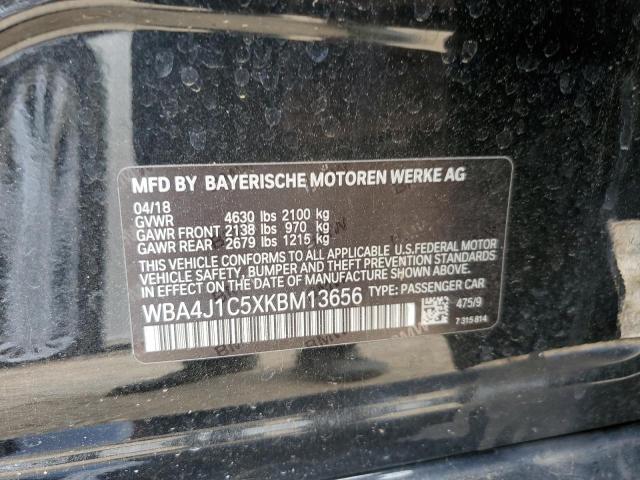 MFD BY BAYERISCHE MOTOREN WERKE AG
04/18
GVWR 4630 lbs 2100 kg
GAWR FRONT 2138 lbs 970 kg
GAWR REAR 2679 lbs 1215 kg
THIS VEHICLE CONFORMS TO ALL APPLICABLE U.S.FEDERAL MOTOR
VEHICLE SAFETY, BUMPER, AND THEFT PREVENTION STANDARDS
IN EFFECT ON THE DATE OF MANUFACTURE SHOWN ABOVE.
WBA4J1C5XKBM13656 TYPE: PASSENGER CAR
475/9
7 315 814